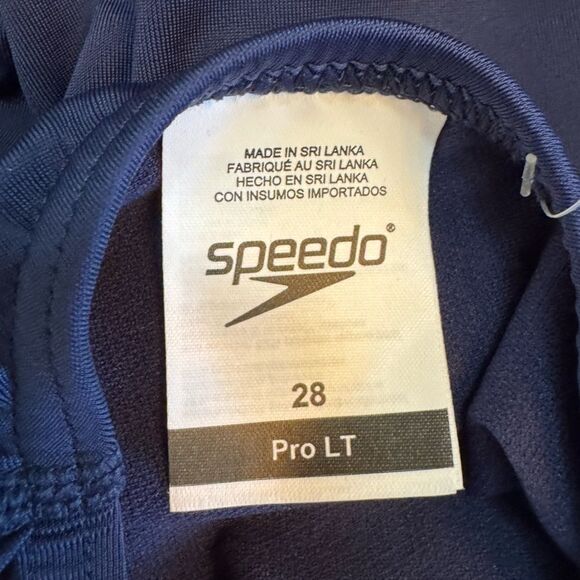 MADE IN SRI LANKA
FABRIQUÉ AU SRI LANKA
HECHO EN SRI LANKA
CON INSUMOS IMPORTADOS
speedo®
28
Pro LT